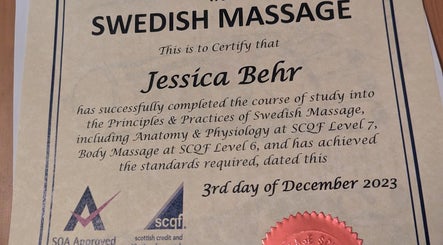 SWEDISH MASSAGE
This is to Certify that
Jessica Behr
has successfully completed the course of study into
the Principles & Practices of Swedish Massage,
including Anatomy & Physiology at SCQF Level 7,
Body Massage at SCQF Level 6, and has achieved
the standards required, dated this
3rd day of December 2023
SQA Approved
scqf
scottish credit and